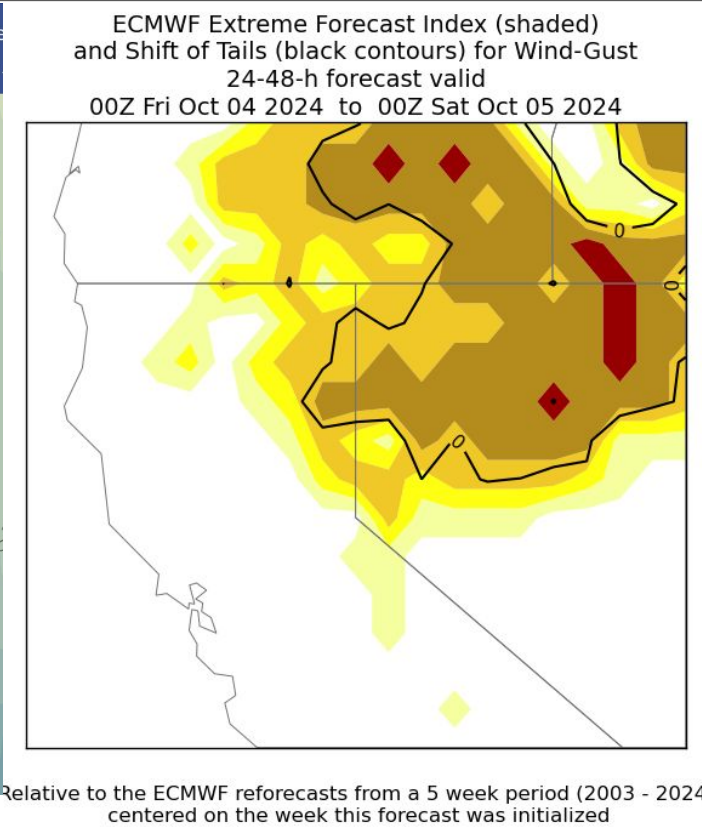 ECMWF Extreme Forecast Index (shaded)
and Shift of Tails (black contours) for Wind-Gust
24-48-h forecast valid
00Z Fri Oct 04 2024 to 00Z Sat Oct 05 2024
0
0
0
Relative to the ECMWF reforecasts from a 5 week period (2003 - 2024
centered on the week this forecast was initialized